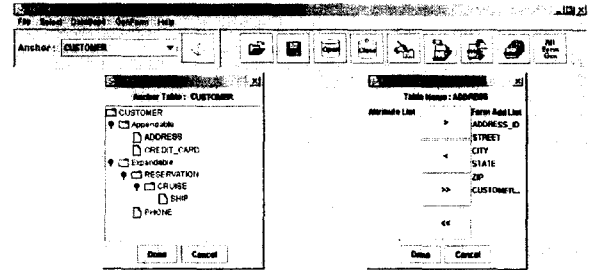 File Select DataDept GenForm Help
Anchor: CUSTOMER
Open
Close
All Form Gen
Anchor Table : CUSTOMER
CUSTOMER
Appendable
ADDRESS
CREDIT_CARD
Expandable
RESERVATION
CRUISE
SHIP
PHONE
Done Cancel
Table Name : ADDRESS
Attribute List Form Add List
> ADDRESS_ID
STREET
< CITY
STATE
ZIP
>> CUSTOMER...
<<
Done Cancel